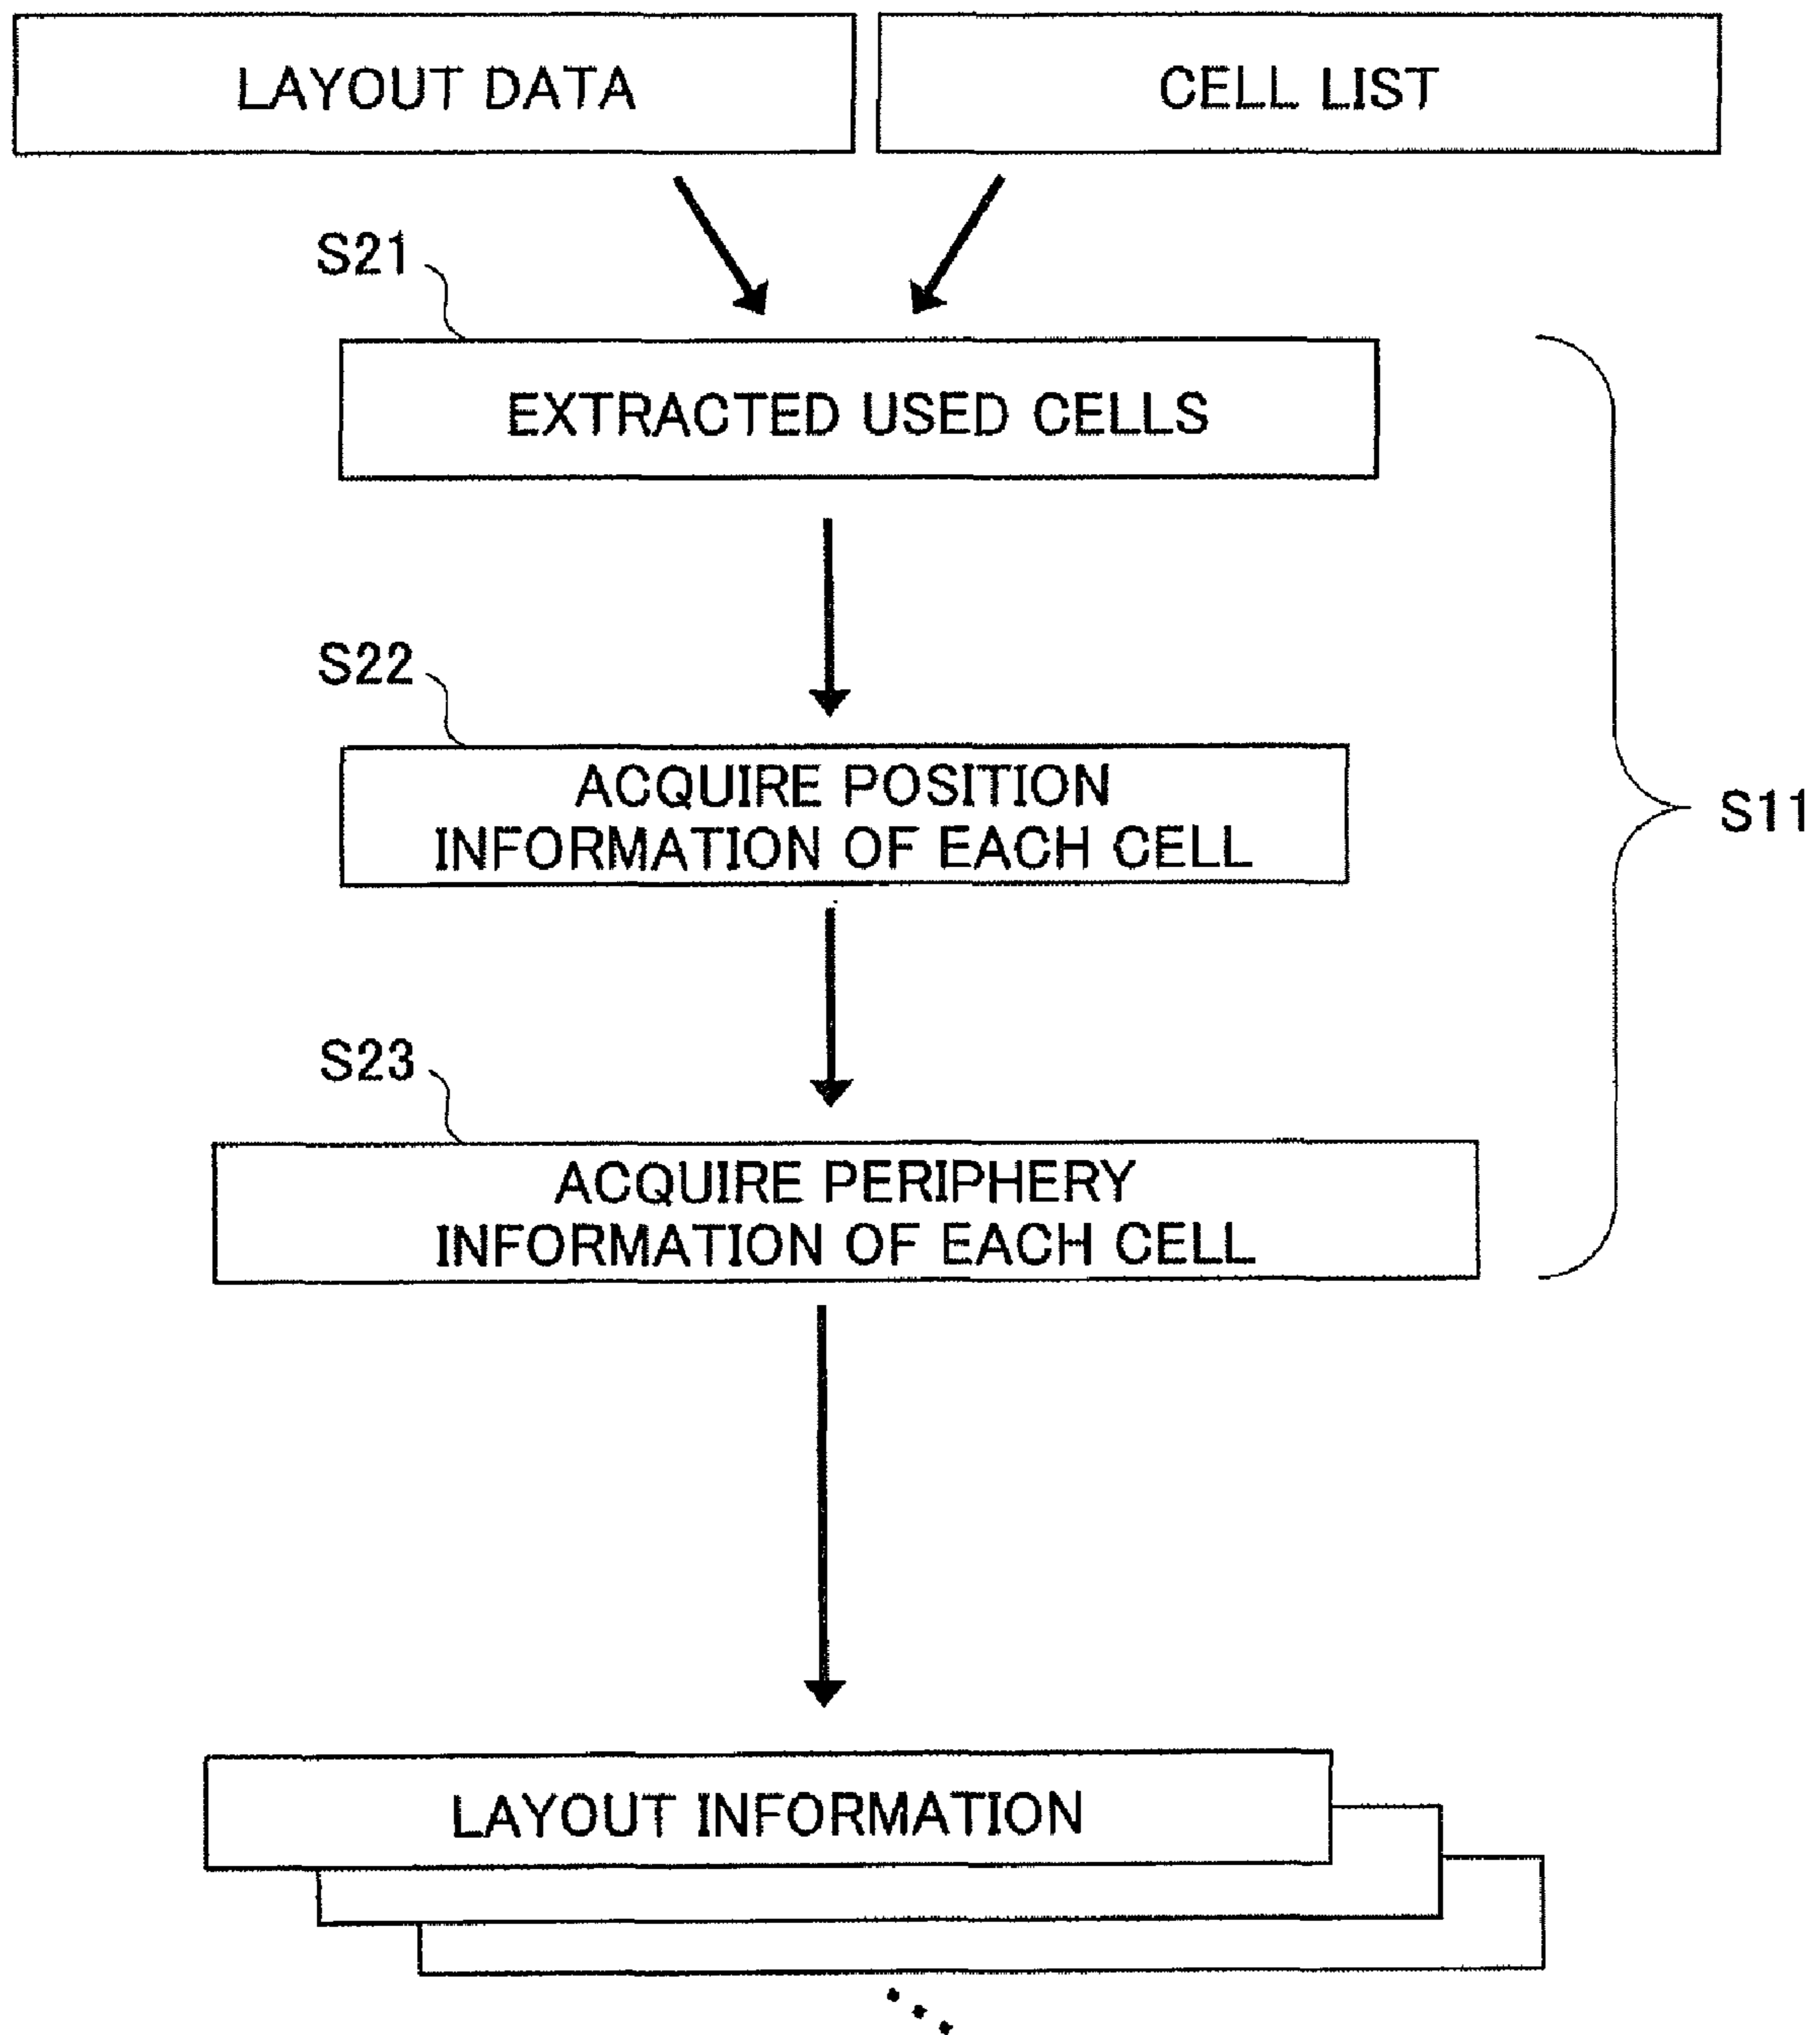 LAYOUT DATA
CELL LIST
S21
EXTRACTED USED CELLS
S22
ACQUIRE POSITION
INFORMATION OF EACH CELL
S11
S23
ACQUIRE PERIPHERY
INFORMATION OF EACH CELL
LAYOUT INFORMATION